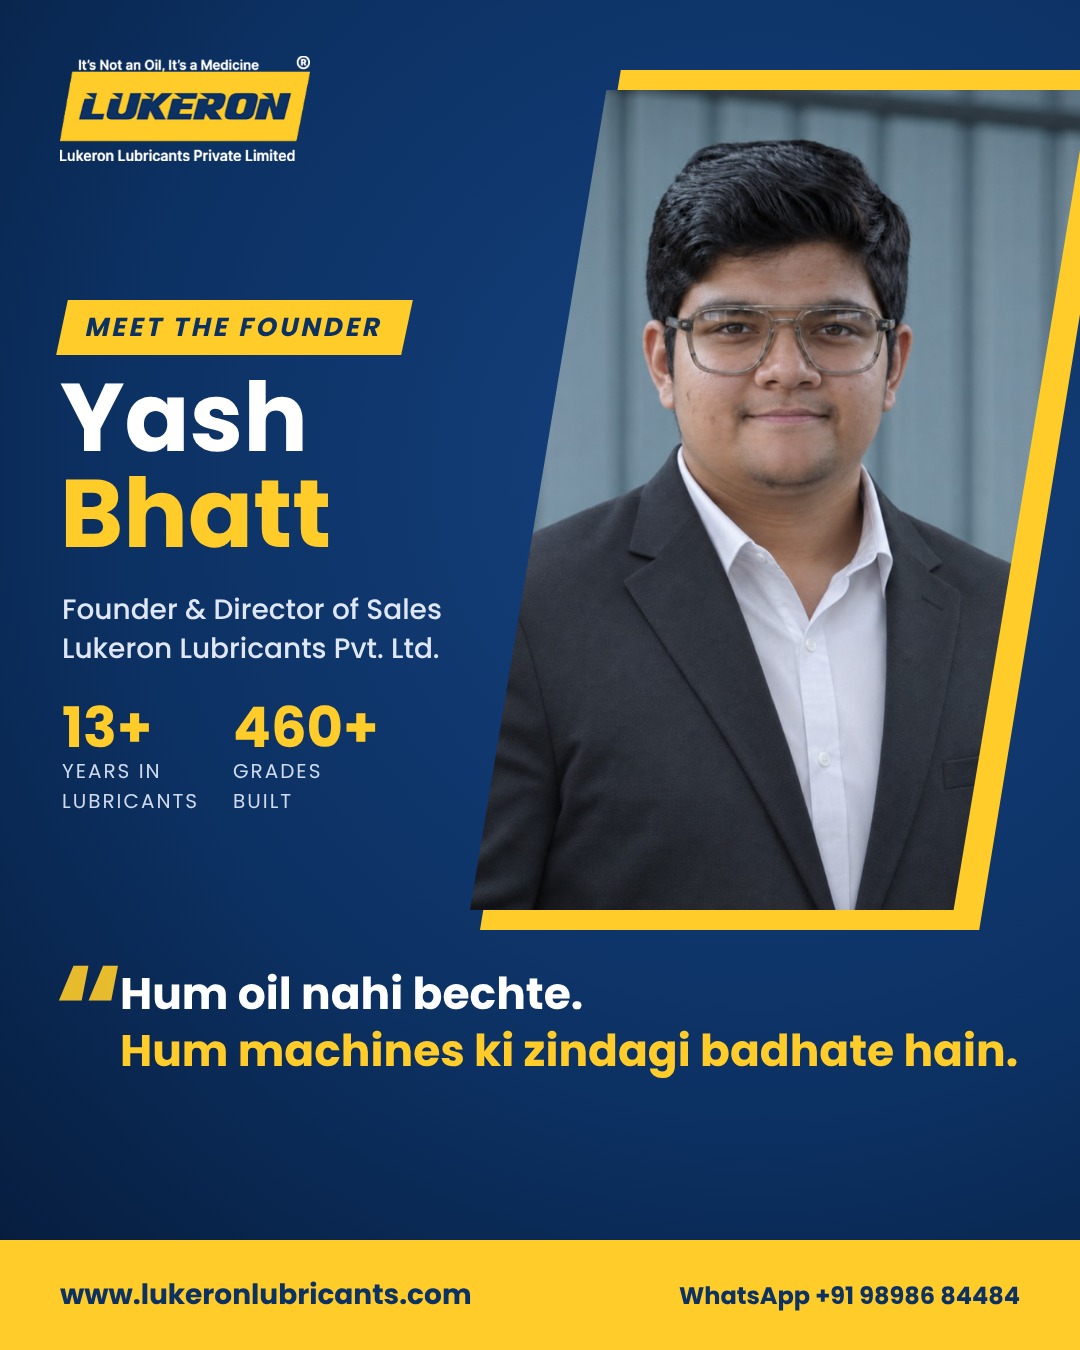 It's Not an Oil, It's a Medicine ®
LUKERON
Lukeron Lubricants Private Limited
MEET THE FOUNDER
Yash
Bhatt
Founder & Director of Sales
Lukeron Lubricants Pvt. Ltd.
13+
YEARS IN
LUBRICANTS
460+
GRADES
BUILT
“Hum oil nahi bechte.
Hum machines ki zindagi badhate hain.
www.lukeronlubricants.com
WhatsApp +91 98986 84484